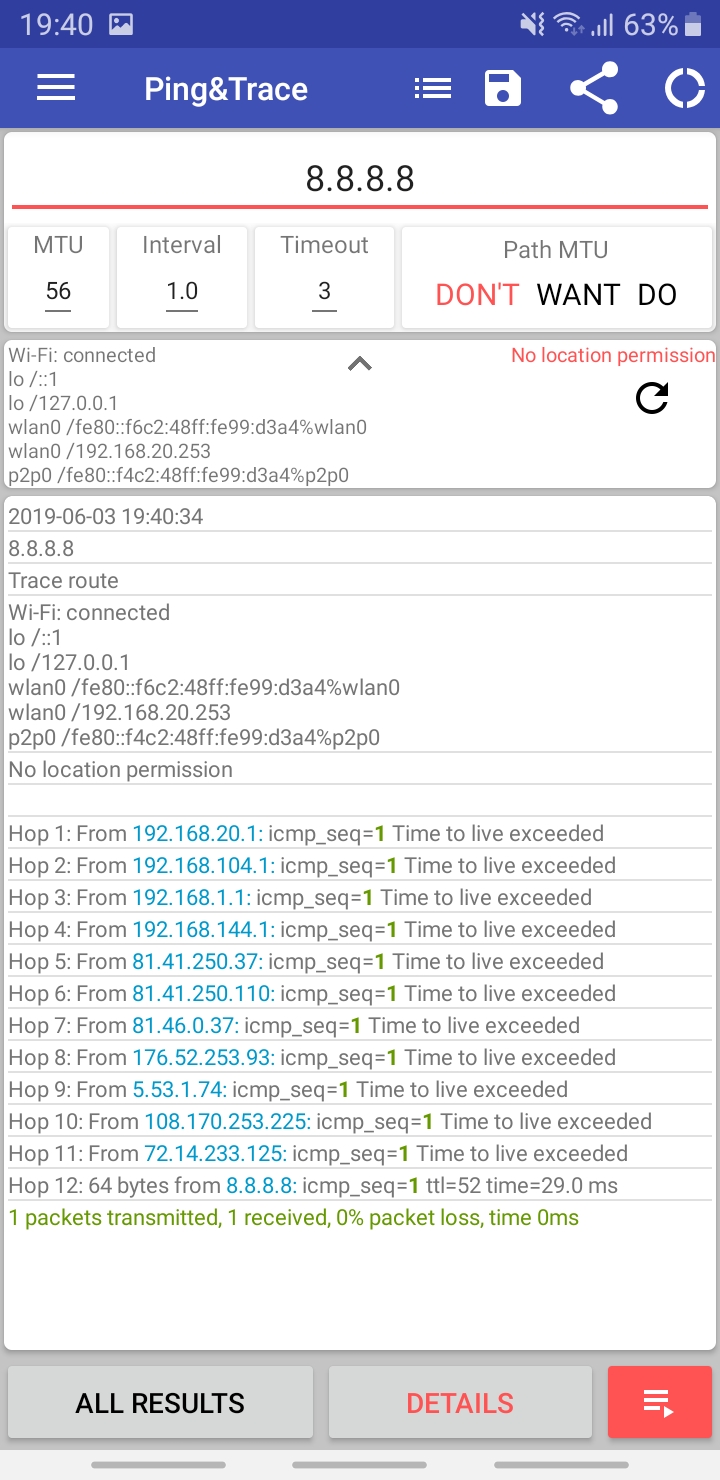 19:40 63%
Ping&Trace
8.8.8.8
MTU Interval Timeout Path MTU
56 1.0 3 DON'T WANT DO
Wi-Fi: connected No location permission
lo /::1
lo /127.0.0.1
wlan0 /fe80::f6c2:48ff:fe99:d3a4%wlan0
wlan0 /192.168.20.253
p2p0 /fe80::f4c2:48ff:fe99:d3a4%p2p0
2019-06-03 19:40:34
8.8.8.8
Trace route
Wi-Fi: connected
lo /::1
lo /127.0.0.1
wlan0 /fe80::f6c2:48ff:fe99:d3a4%wlan0
wlan0 /192.168.20.253
p2p0 /fe80::f4c2:48ff:fe99:d3a4%p2p0
No location permission
Hop 1: From 192.168.20.1: icmp_seq=1 Time to live exceeded
Hop 2: From 192.168.104.1: icmp_seq=1 Time to live exceeded
Hop 3: From 192.168.1.1: icmp_seq=1 Time to live exceeded
Hop 4: From 192.168.144.1: icmp_seq=1 Time to live exceeded
Hop 5: From 81.41.250.37: icmp_seq=1 Time to live exceeded
Hop 6: From 81.41.250.110: icmp_seq=1 Time to live exceeded
Hop 7: From 81.46.0.37: icmp_seq=1 Time to live exceeded
Hop 8: From 176.52.253.93: icmp_seq=1 Time to live exceeded
Hop 9: From 5.53.1.74: icmp_seq=1 Time to live exceeded
Hop 10: From 108.170.253.225: icmp_seq=1 Time to live exceeded
Hop 11: From 72.14.233.125: icmp_seq=1 Time to live exceeded
Hop 12: 64 bytes from 8.8.8.8: icmp_seq=1 ttl=52 time=29.0 ms
1 packets transmitted, 1 received, 0% packet loss, time 0ms
ALL RESULTS DETAILS